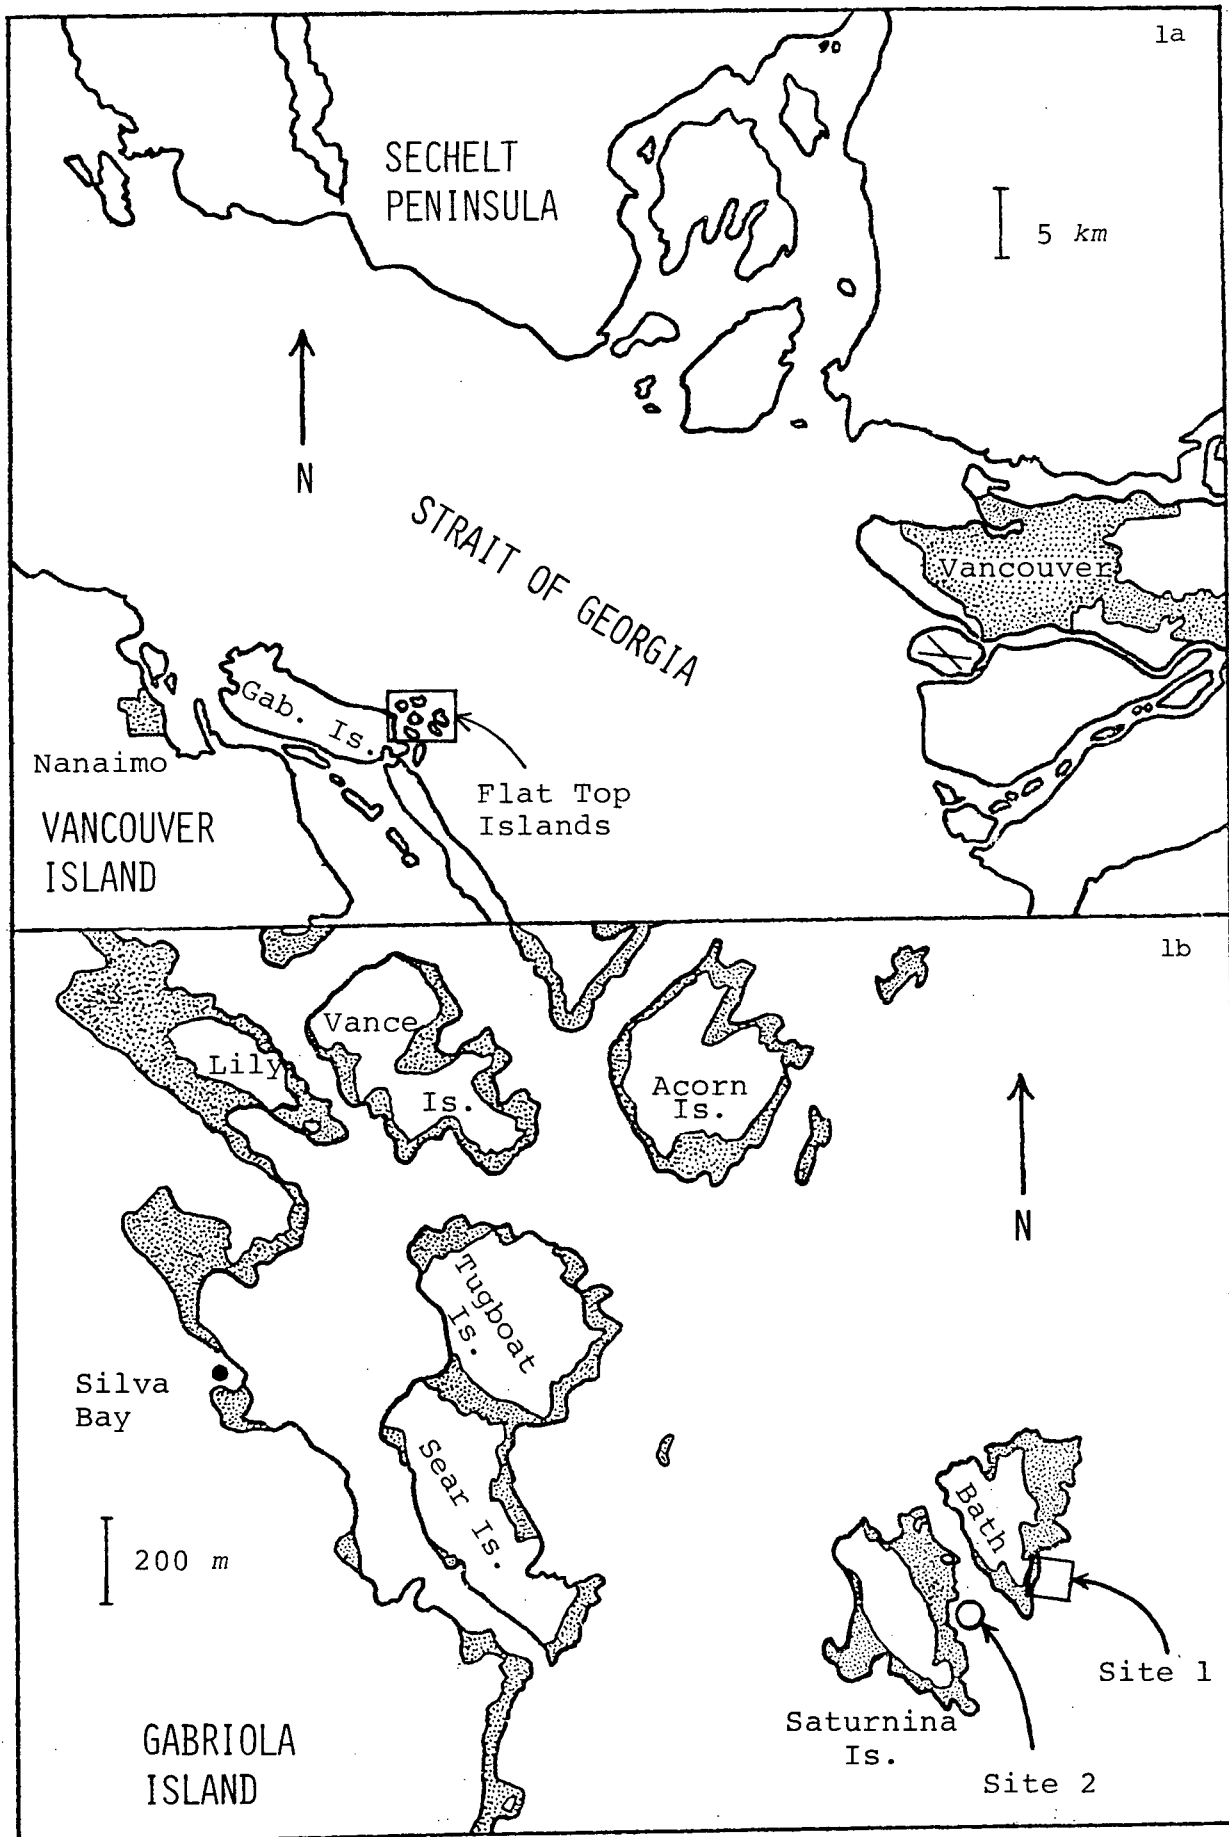 1a
SECHELT
PENINSULA
5 km
N
STRAIT OF GEORGIA
Vancouver
Gab. Is.
Nanaimo
Flat Top
Islands
VANCOUVER
ISLAND
1b
Vance
Is.
Lily
Acorn
Is.
N
Tugboat
Is.
Silva
Bay
Sear Is.
Bath
200 m
Site 1
Saturnina
Is.
Site 2
GABRIOLA
ISLAND